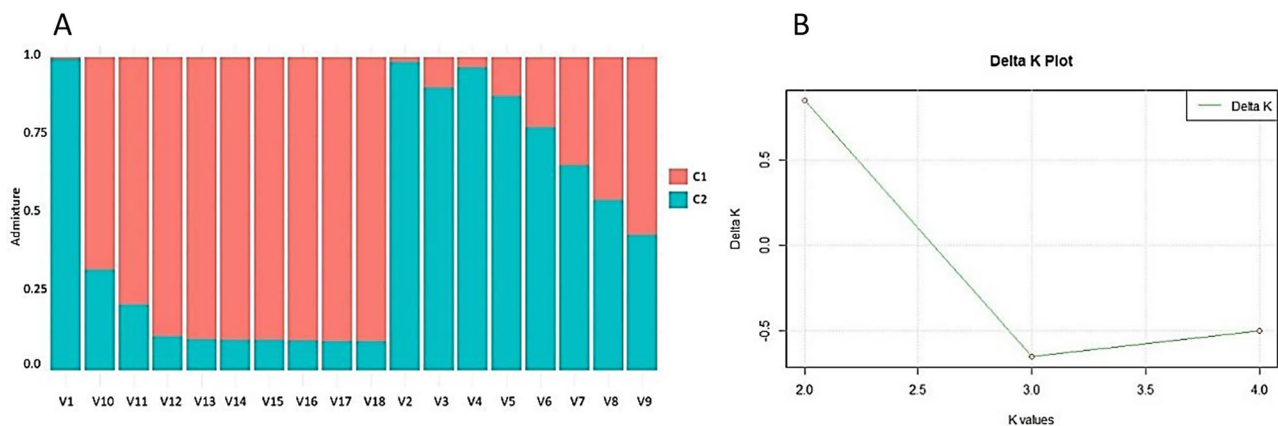 A
1.0
0.75
0.5
0.25
0.0
Admixture
V1 V10 V11 V12 V13 V14 V15 V16 V17 V18 V2 V3 V4 V5 V6 V7 V8 V9
C1
C2
B
Delta K Plot
Delta K
0.5
0.0
-0.5
Delta K
2.0 2.5 3.0 3.5 4.0
K values